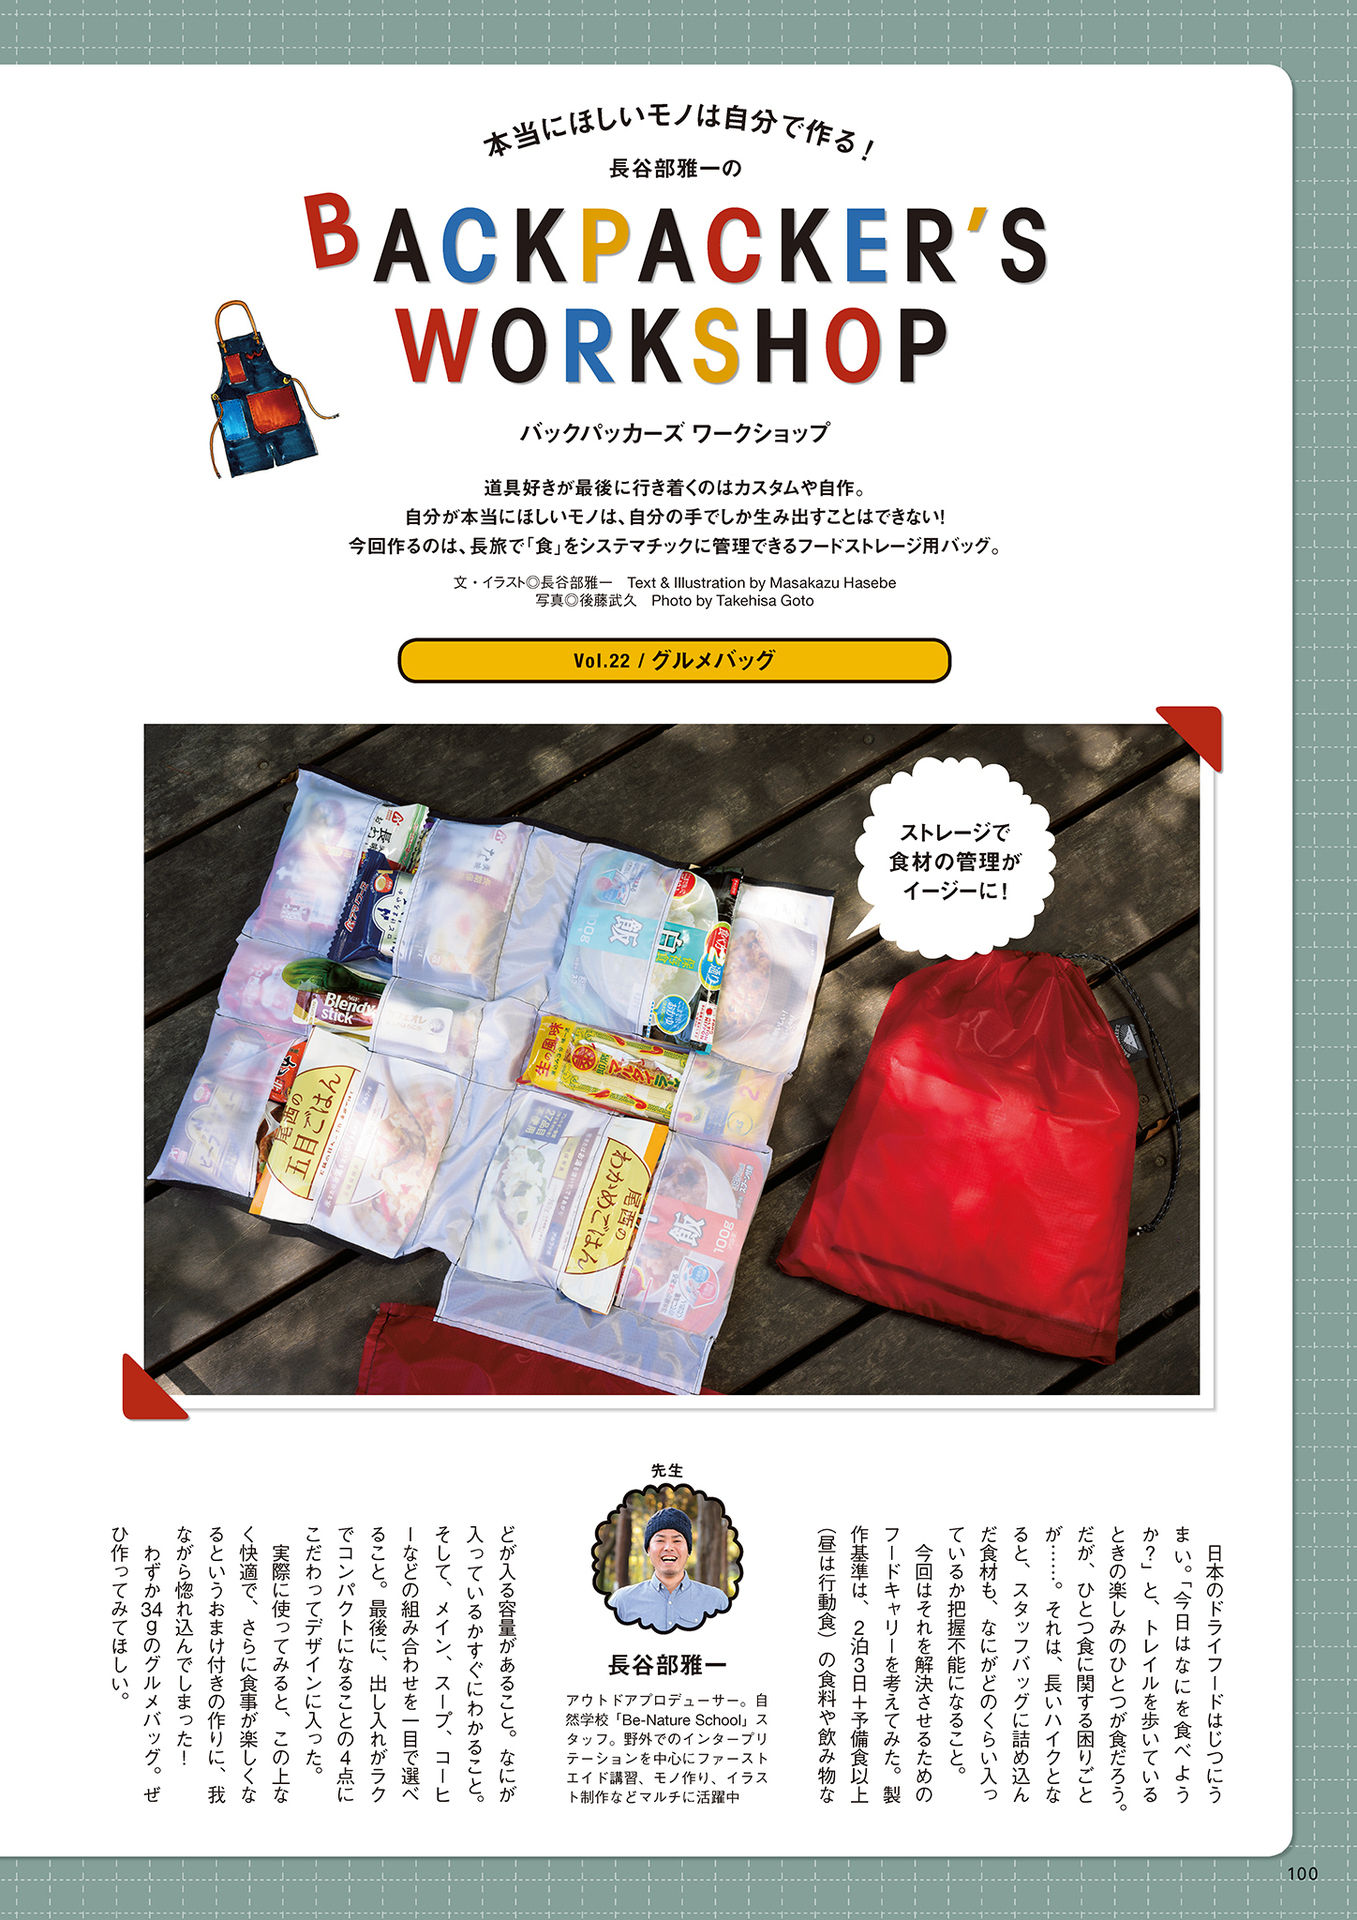 本当にほしいモノは自分で作る!
長谷部雅一の
BACKPACKER'S
WORKSHOP
バックパッカーズ ワークショップ
道具好きが最後に行き着くのはカスタムや自作。
自分が本当にほしいモノは、自分の手でしか生み出すことはできない!
今回作るのは、長旅で「食」をシステマチックに管理できるフードストレージ用バッグ。
文・イラスト◎長谷部雅一 Text & Illustration by Masakazu Hasebe
写真◎後藤武久 Photo by Takehisa Goto
Vol.22 / グルメバッグ
ストレージで
食材の管理が
イージーに!
Blendy
stick
尾西の
五目ごはん
生の風味
飯
100g
白
尾西の
わかめごはん
飯
100g
日本のドライフードはじつにう
まい。「今日はなにを食べよう
か?」と、トレイルを歩いている
ときの楽しみのひとつが食だろう。
だが、ひとつ食に関する困りごと
が……。それは、長いハイクとな
ると、スタッフバッグに詰め込ん
だ食材も、なにがどのくらい入っ
ているか把握不能になること。
今回はそれを解決させるための
フードキャリーを考えてみた。製
作基準は、2泊3日+予備食以上
(昼は行動食)の食料や飲み物な
先生
長谷部雅一
アウトドアプロデューサー。自
然学校「Be-Nature School」ス
タッフ。野外でのインタープリ
テーションを中心にファースト
エイド講習、モノ作り、イラス
ト制作などマルチに活躍中
どが入る容量があること。なにが
入っているかすぐにわかること。
そして、メイン、スープ、コーヒ
ーなどの組み合わせを一目で選べ
ること。最後に、出し入れがラク
でコンパクトになることの4点に
こだわってデザインに入った。
実際に使ってみると、この上な
く快適で、さらに食事が楽しくな
るというおまけ付きの作りに、我
ながら惚れ込んでしまった!
わずか34gのグルメバッグ。ぜ
ひ作ってみてほしい。
100